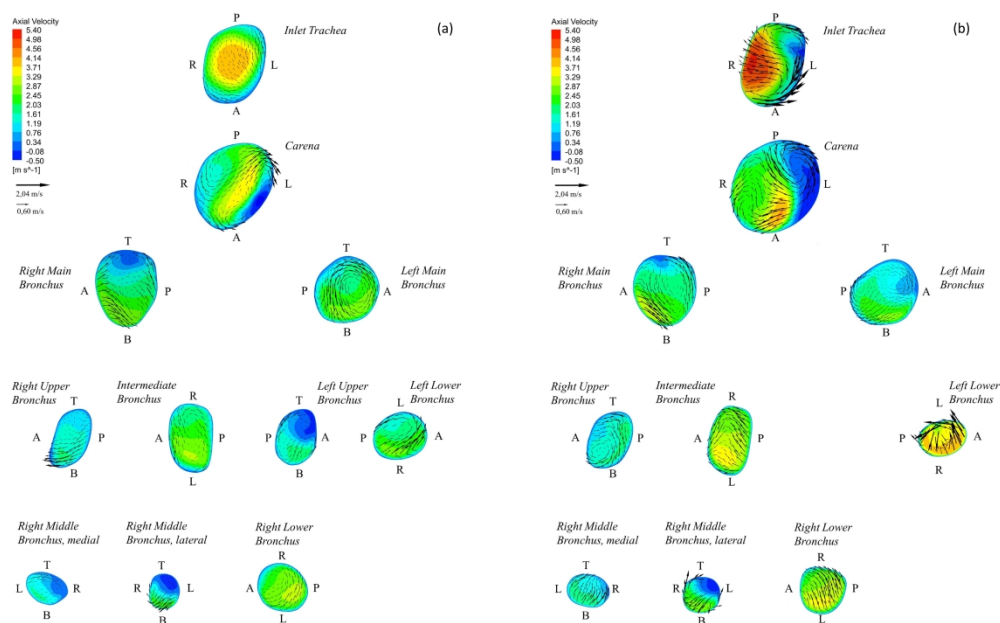 Axial Velocity
5.40
4.98
4.56
4.13
3.71
3.29
2.87
2.45
2.03
1.61
1.19
0.76
0.34
-0.08
-0.50
[m s^-1]
2,04 m/s
0,60 m/s
(a)
P
Inlet Trachea
R L
A
P
Carena
R L
A
T
Right Main
Bronchus
A P
B
T
Left Main
Bronchus
P A
B
Right Upper
Bronchus
T
A P
B
Intermediate
Bronchus
R
A P
L
Left Upper
Bronchus
T
P A
B
Left Lower
Bronchus
L
P A
R
Right Middle
Bronchus, medial
T
L R
B
Right Middle
Bronchus, lateral
T
R L
B
Right Lower
Bronchus
R
A P
L
Axial Velocity
5.40
4.98
4.56
4.13
3.71
3.29
2.87
2.45
2.03
1.61
1.19
0.76
0.34
-0.08
-0.50
[m s^-1]
2,04 m/s
0,60 m/s
(b)
P
Inlet Trachea
R L
A
P
Carena
R L
A
T
Right Main
Bronchus
A P
B
T
Left Main
Bronchus
P A
B
Right Upper
Bronchus
T
A P
B
Intermediate
Bronchus
R
A P
L
Left Lower
Bronchus
L
P A
R
Right Middle
Bronchus, medial
T
L R
B
Right Middle
Bronchus, lateral
T
R L
B
Right Lower
Bronchus
R
A P
L